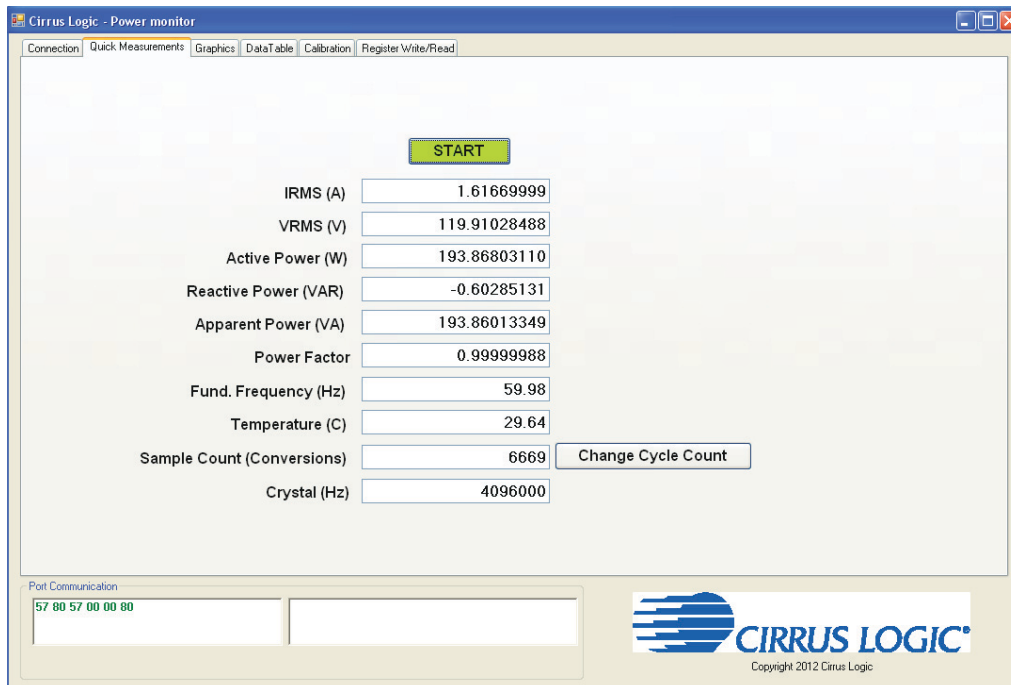 Cirrus Logic - Power monitor
Connection Quick Measurements Graphics DataTable Calibration Register Write/Read
START
IRMS (A) 1.61669999
VRMS (V) 119.91028488
Active Power (W) 193.86803110
Reactive Power (VAR) -0.60285131
Apparent Power (VA) 193.86013349
Power Factor 0.99999988
Fund. Frequency (Hz) 59.98
Temperature (C) 29.64
Sample Count (Conversions) 6669 Change Cycle Count
Crystal (Hz) 4096000
Port Communication
57 80 57 00 00 80
CIRRUS LOGIC®
Copyright 2012 Cirrus Logic